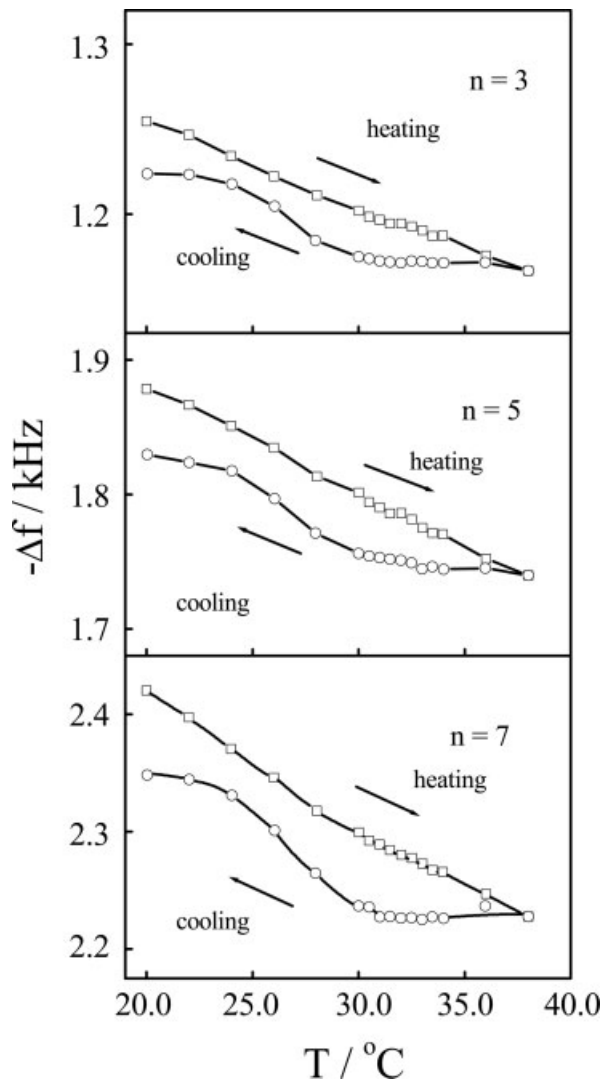 1.3
n = 3
heating
1.2
cooling
1.9
n = 5
heating
1.8
cooling
1.7
-Δf / kHz
2.4
n = 7
heating
2.3
cooling
2.2
20.0 25.0 30.0 35.0 40.0
T / °C